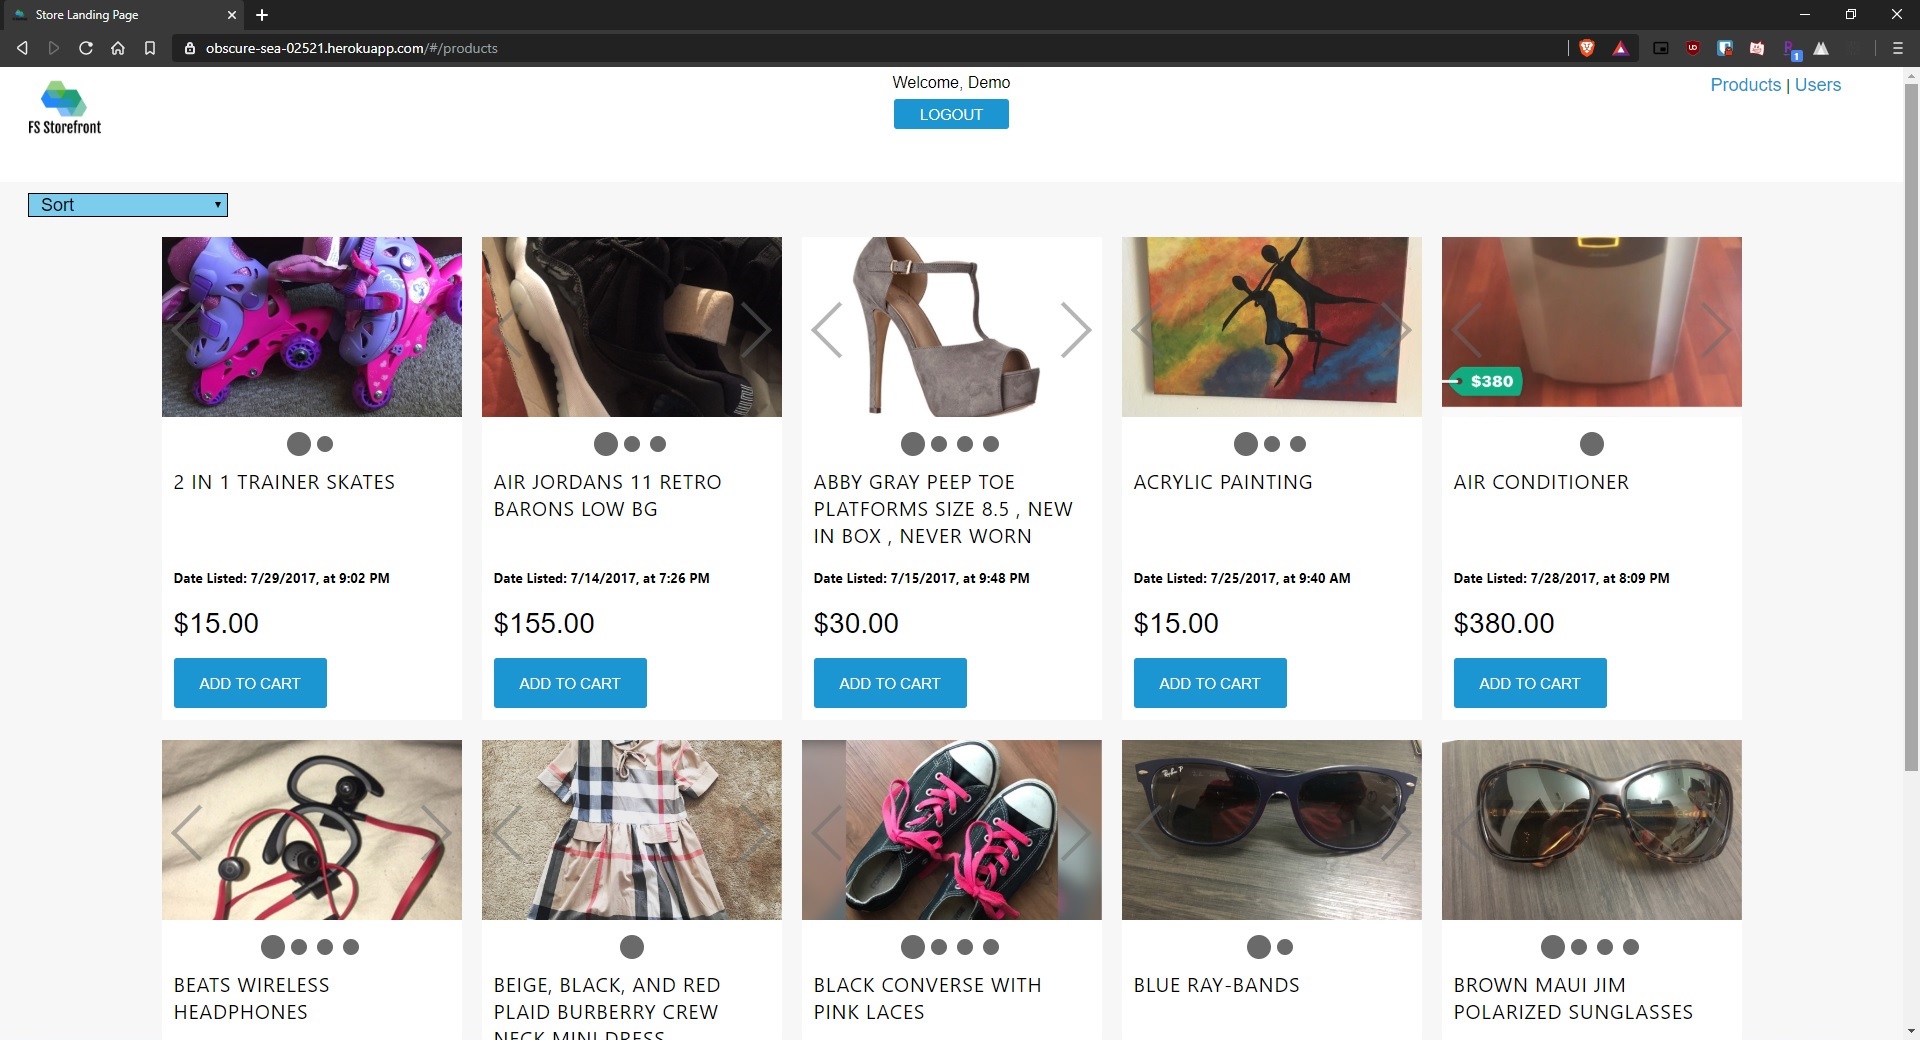 Store Landing Page
obscure-sea-02521.herokuapp.com/#/products
1
FS Storefront
Welcome, Demo
LOGOUT
Products | Users
Sort
$380
2 IN 1 TRAINER SKATES
Date Listed: 7/29/2017, at 9:02 PM
$15.00
ADD TO CART
AIR JORDANS 11 RETRO
BARONS LOW BG
Date Listed: 7/14/2017, at 7:26 PM
$155.00
ADD TO CART
ABBY GRAY PEEP TOE
PLATFORMS SIZE 8.5 , NEW
IN BOX , NEVER WORN
Date Listed: 7/15/2017, at 9:48 PM
$30.00
ADD TO CART
ACRYLIC PAINTING
Date Listed: 7/25/2017, at 9:40 AM
$15.00
ADD TO CART
AIR CONDITIONER
Date Listed: 7/28/2017, at 8:09 PM
$380.00
ADD TO CART
BEATS WIRELESS
HEADPHONES
BEIGE, BLACK, AND RED
PLAID BURBERRY CREW
NECK MINI DRESS
BLACK CONVERSE WITH
PINK LACES
Ray-Ban P
BLUE RAY-BANDS
BROWN MAUI JIM
POLARIZED SUNGLASSES